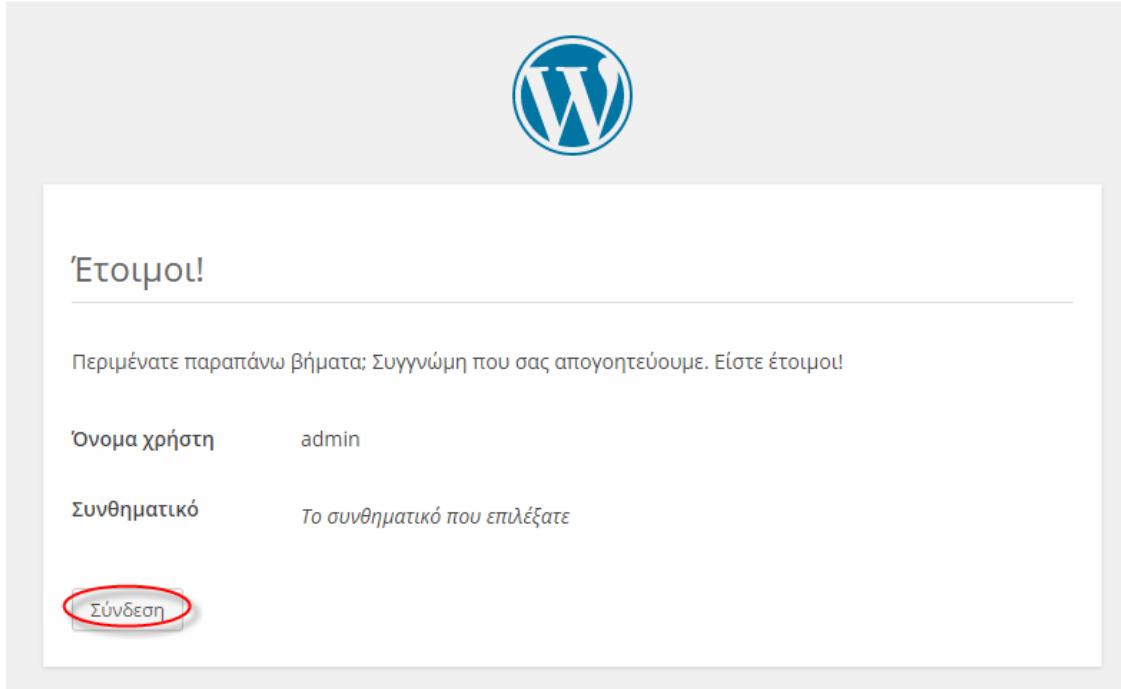 Έτοιμοι!
Περιμένατε παραπάνω βήματα; Συγγνώμη που σας απογοητεύουμε. Είστε έτοιμοι!
Όνομα χρήστη admin
Συνθηματικό Το συνθηματικό που επιλέξατε
Σύνδεση